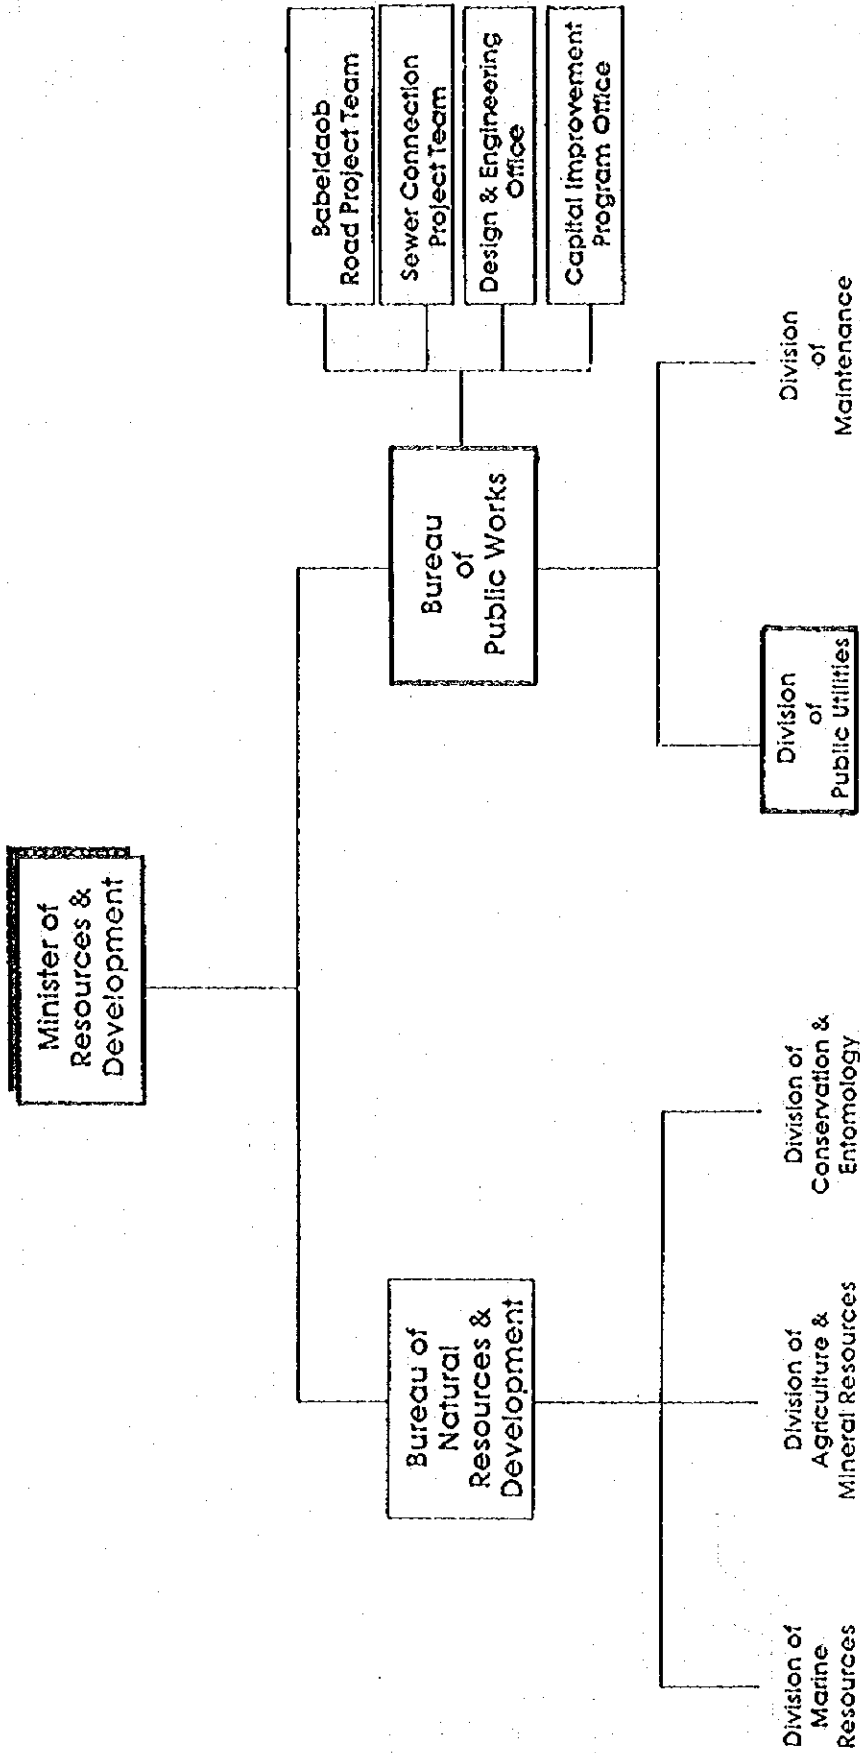 Minister of
Resources &
Development
Bureau of
Natural
Resources &
Development
Bureau
of
Public Works
Babeldaob
Road Project Team
Sewer Connection
Project Team
Design & Engineering
Office
Capital Improvement
Program Office
Division of
Marine
Resources
Division of
Agriculture &
Mineral Resources
Division of
Conservation &
Entomology
Division
of
Public Utilities
Division
of
Maintenance